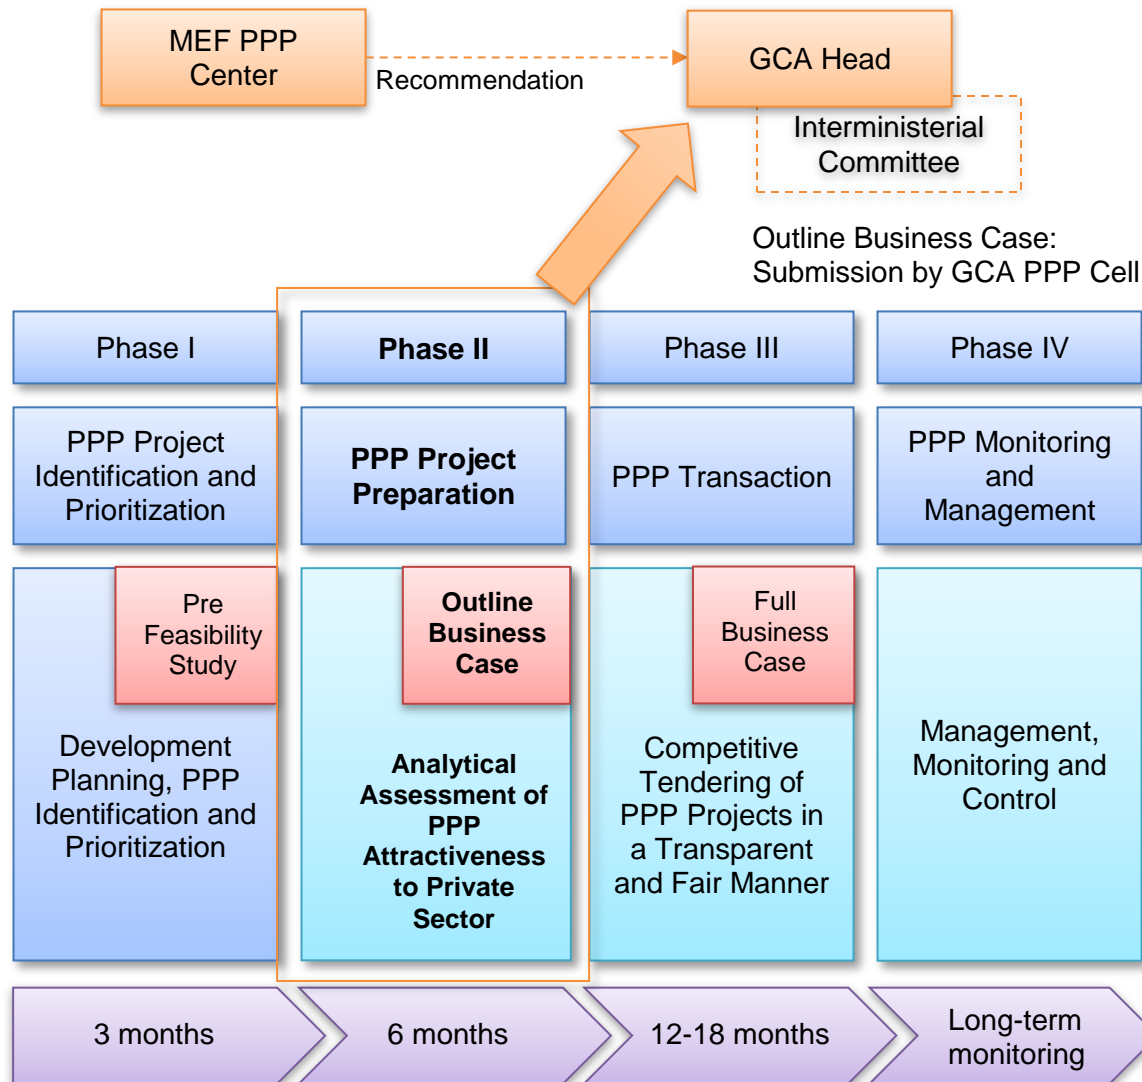 MEF PPP
Center
Recommendation
GCA Head
Interministerial
Committee
Outline Business Case:
Submission by GCA PPP Cell
Phase I
Phase II
Phase III
Phase IV
PPP Project
Identification and
Prioritization
PPP Project
Preparation
PPP Transaction
PPP Monitoring
and
Management
Pre
Feasibility
Study
Development
Planning, PPP
Identification and
Prioritization
Outline
Business
Case
Analytical
Assessment of
PPP
Attractiveness
to Private
Sector
Full
Business
Case
Competitive
Tendering of
PPP Projects in
a Transparent
and Fair Manner
Management,
Monitoring and
Control
3 months
6 months
12-18 months
Long-term
monitoring